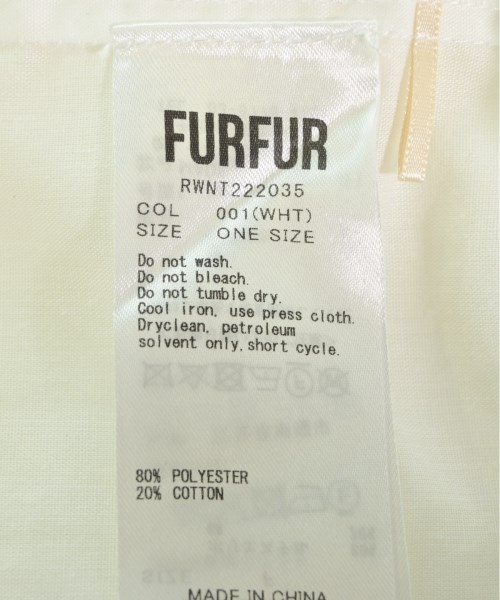 FURFUR
RWNT222035
COL 001(WHT)
SIZE ONE SIZE
Do not wash.
Do not bleach.
Do not tumble dry.
Cool iron, use press cloth.
Dryclean, petroleum
solvent only, short cycle.
80% POLYESTER
20% COTTON
MADE IN CHINA